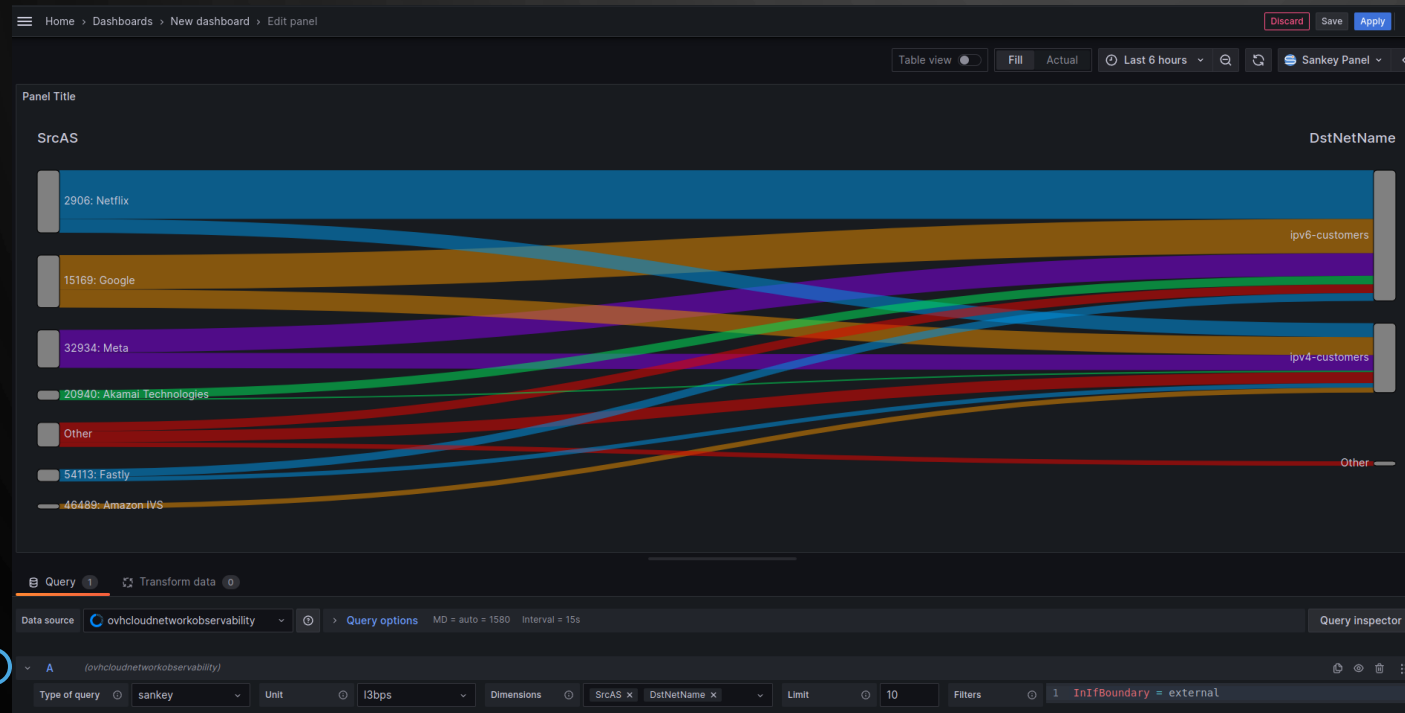 Home › Dashboards › New dashboard › Edit panel
Discard Save Apply
Table view Fill Actual Last 6 hours Sankey Panel
Panel Title
SrcAS DstNetName
2906: Netflix
ipv6-customers
15169: Google
32934: Meta
ipv4-customers
20940: Akamai Technologies
Other
Other
54113: Fastly
46489: Amazon IVS
Query 1 Transform data 0
Data source ovhcloudnetworkobservability › Query options MD = auto = 1580 Interval = 15s Query inspector
A (ovhcloudnetworkobservability)
Type of query sankey Unit l3bps Dimensions SrcAS × DstNetName × Limit 10 Filters 1 InIfBoundary = external